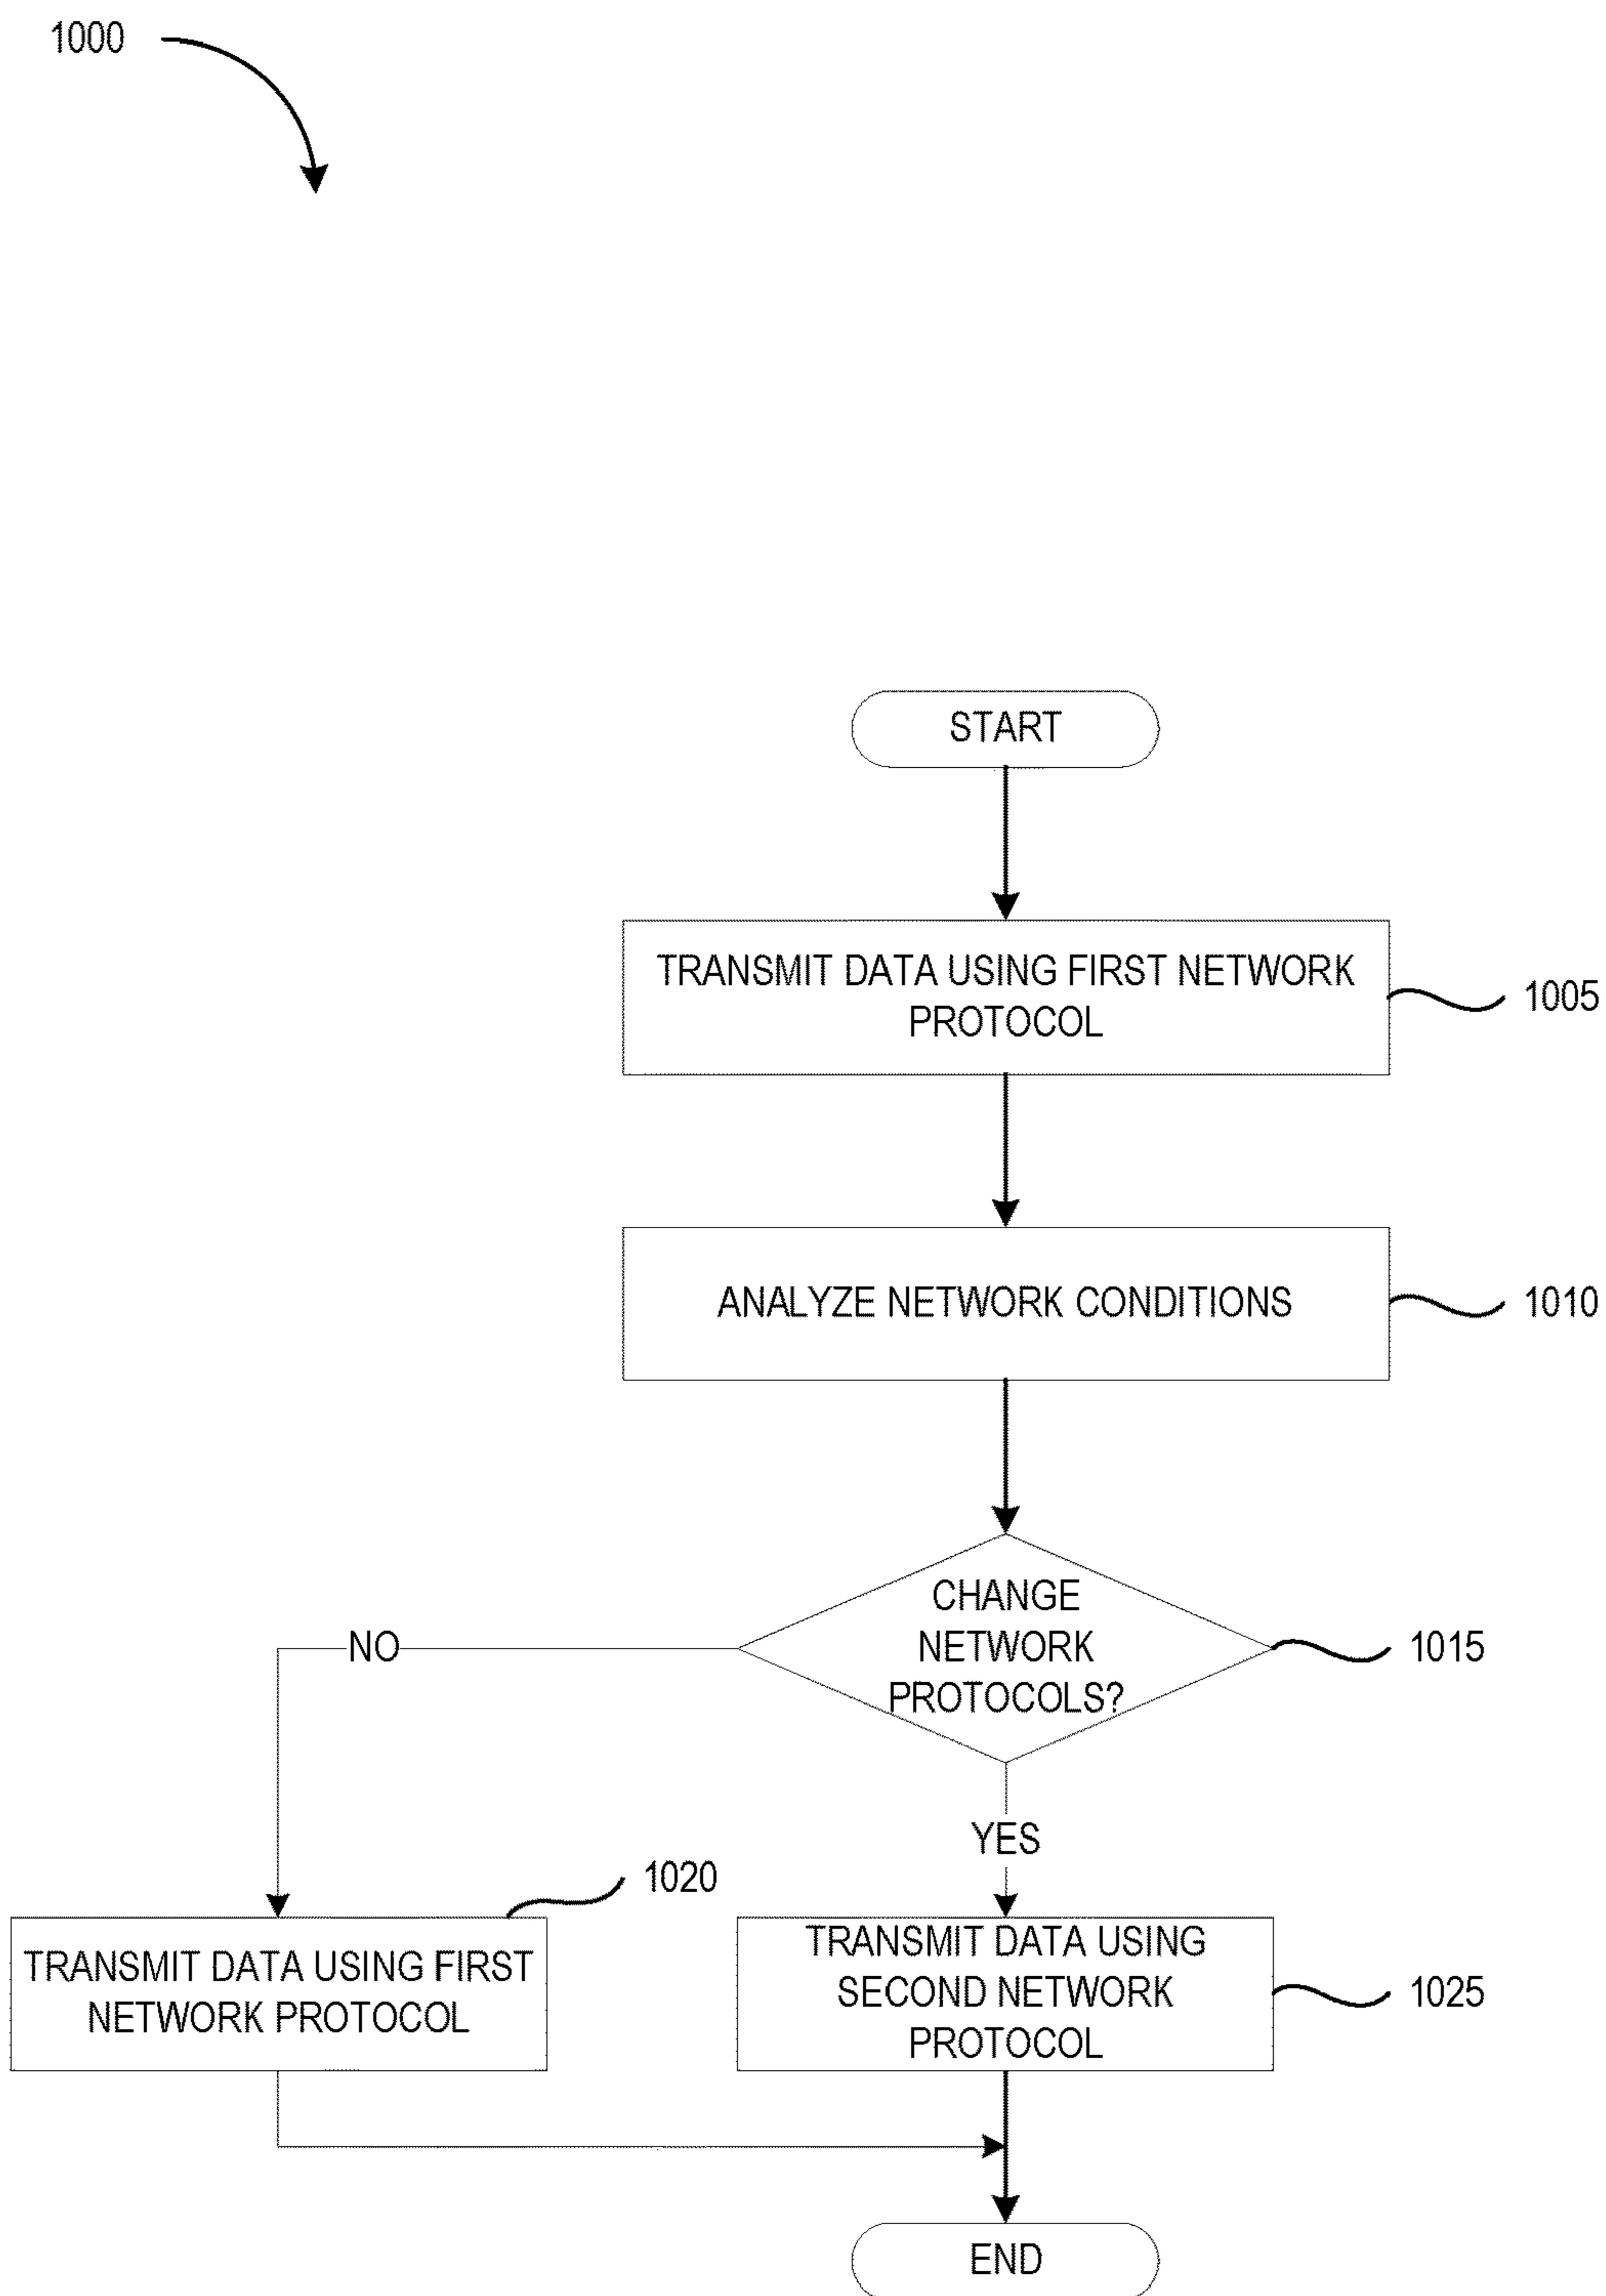 1000
START
TRANSMIT DATA USING FIRST NETWORK
PROTOCOL
1005
ANALYZE NETWORK CONDITIONS
1010
CHANGE
NETWORK
PROTOCOLS?
1015
NO
YES
1020
TRANSMIT DATA USING FIRST
NETWORK PROTOCOL
TRANSMIT DATA USING
SECOND NETWORK
PROTOCOL
1025
END